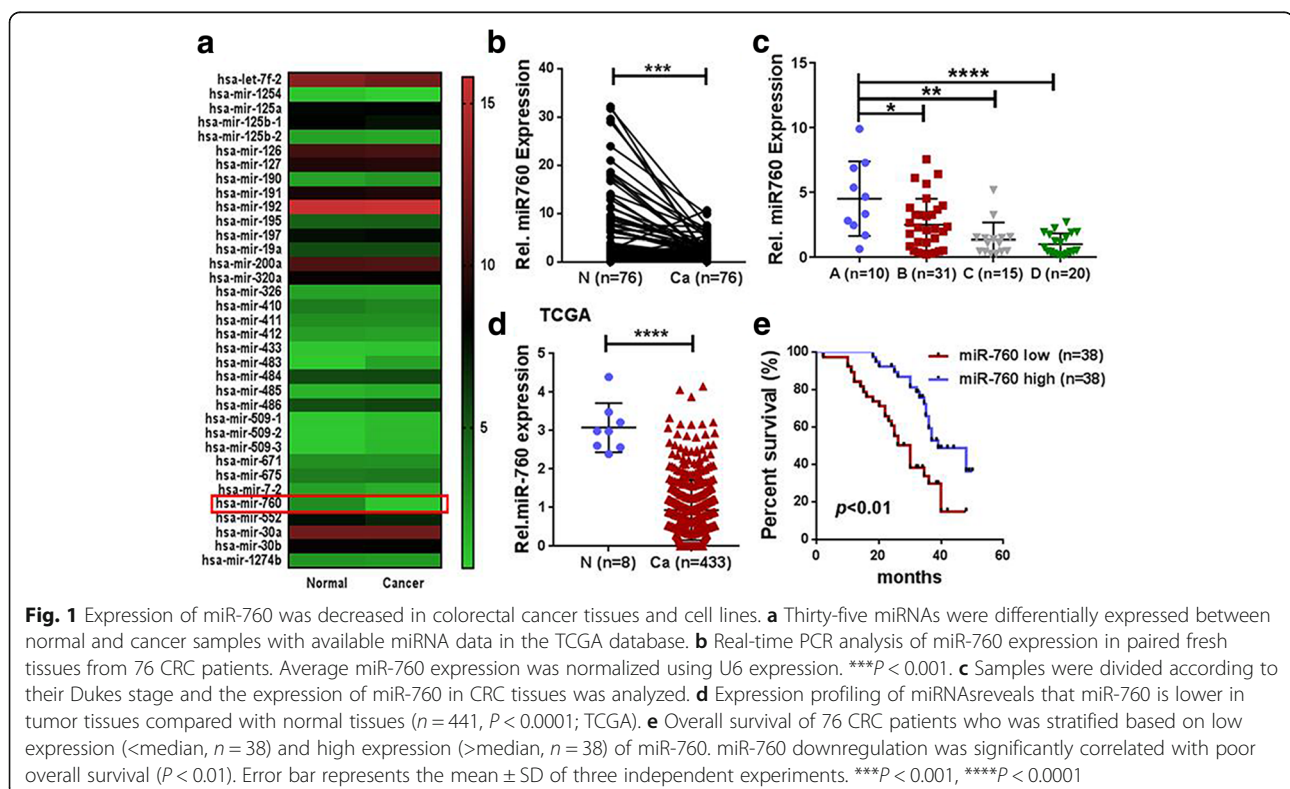 a
hsa-let-7f-2
hsa-mir-1254
hsa-mir-125a
hsa-mir-125b-1
hsa-mir-125b-2
hsa-mir-126
hsa-mir-127
hsa-mir-190
hsa-mir-191
hsa-mir-192
hsa-mir-195
hsa-mir-197
hsa-mir-19a
hsa-mir-200a
hsa-mir-320a
hsa-mir-326
hsa-mir-410
hsa-mir-411
hsa-mir-412
hsa-mir-433
hsa-mir-483
hsa-mir-484
hsa-mir-485
hsa-mir-486
hsa-mir-509-1
hsa-mir-509-2
hsa-mir-509-3
hsa-mir-671
hsa-mir-675
hsa-mir-7-2
hsa-mir-760
hsa-mir-552
hsa-mir-30a
hsa-mir-30b
hsa-mir-1274b
Normal Cancer
15
10
5
b
***
Rel. miR760 Expression
40
30
20
10
0
N (n=76) Ca (n=76)
c
****
**
*
Rel. miR760 Expression
15
10
5
0
A (n=10) B (n=31) C (n=15) D (n=20)
d TCGA
****
Rel.miR-760 expression
5
4
3
2
1
0
N (n=8) Ca (n=433)
e
miR-760 low (n=38)
miR-760 high (n=38)
Percent survival (%)
100
80
60
40
20
0
p<0.01
0 20 40 60
months
Fig. 1 Expression of miR-760 was decreased in colorectal cancer tissues and cell lines. a Thirty-five miRNAs were differentially expressed between
normal and cancer samples with available miRNA data in the TCGA database. b Real-time PCR analysis of miR-760 expression in paired fresh
tissues from 76 CRC patients. Average miR-760 expression was normalized using U6 expression. ***P < 0.001. c Samples were divided according to
their Dukes stage and the expression of miR-760 in CRC tissues was analyzed. d Expression profiling of miRNAsreveals that miR-760 is lower in
tumor tissues compared with normal tissues (n = 441, P < 0.0001; TCGA). e Overall survival of 76 CRC patients who was stratified based on low
expression (<median, n = 38) and high expression (>median, n = 38) of miR-760. miR-760 downregulation was significantly correlated with poor
overall survival (P < 0.01). Error bar represents the mean ± SD of three independent experiments. ***P < 0.001, ****P < 0.0001